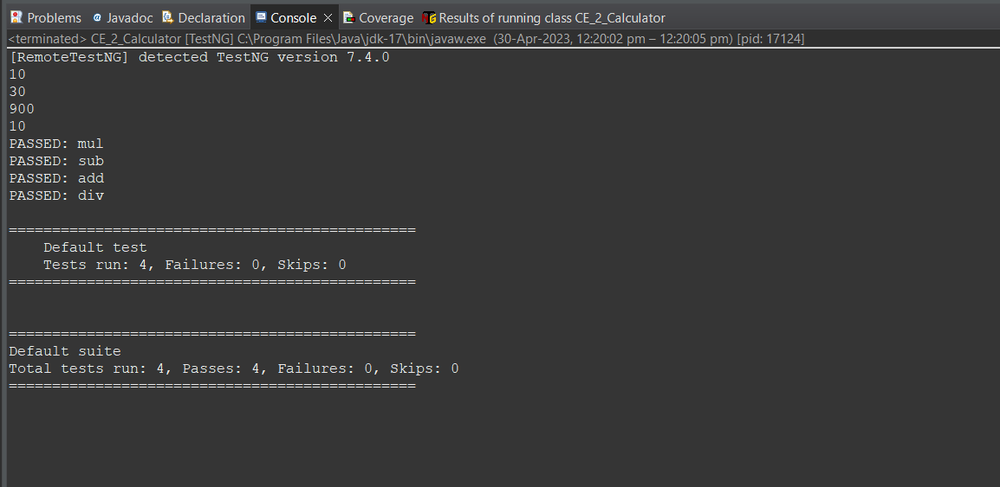 Problems @ Javadoc Declaration Console × Coverage Results of running class CE_2_Calculator
<terminated> CE_2_Calculator [TestNG] C:\Program Files\Java\jdk-17\bin\javaw.exe (30-Apr-2023, 12:20:02 pm – 12:20:05 pm) [pid: 17124]
[RemoteTestNG] detected TestNG version 7.4.0
10
30
900
10
PASSED: mul
PASSED: sub
PASSED: add
PASSED: div
===============================================
Default test
Tests run: 4, Failures: 0, Skips: 0
===============================================
===============================================
Default suite
Total tests run: 4, Passes: 4, Failures: 0, Skips: 0
===============================================